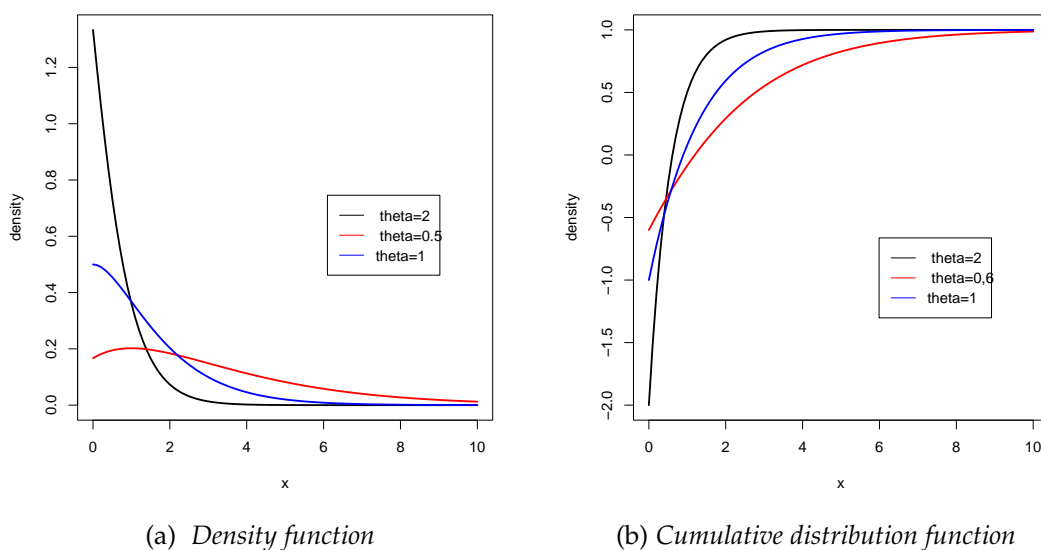 density
1.2
1.0
0.8
0.6
0.4
0.2
0.0
theta=2
theta=0.5
theta=1
0 2 4 6 8 10
x
(a) Density function
density
1.0
0.5
0.0
−0.5
−1.0
−1.5
−2.0
theta=2
theta=0,6
theta=1
0 2 4 6 8 10
x
(b) Cumulative distribution function